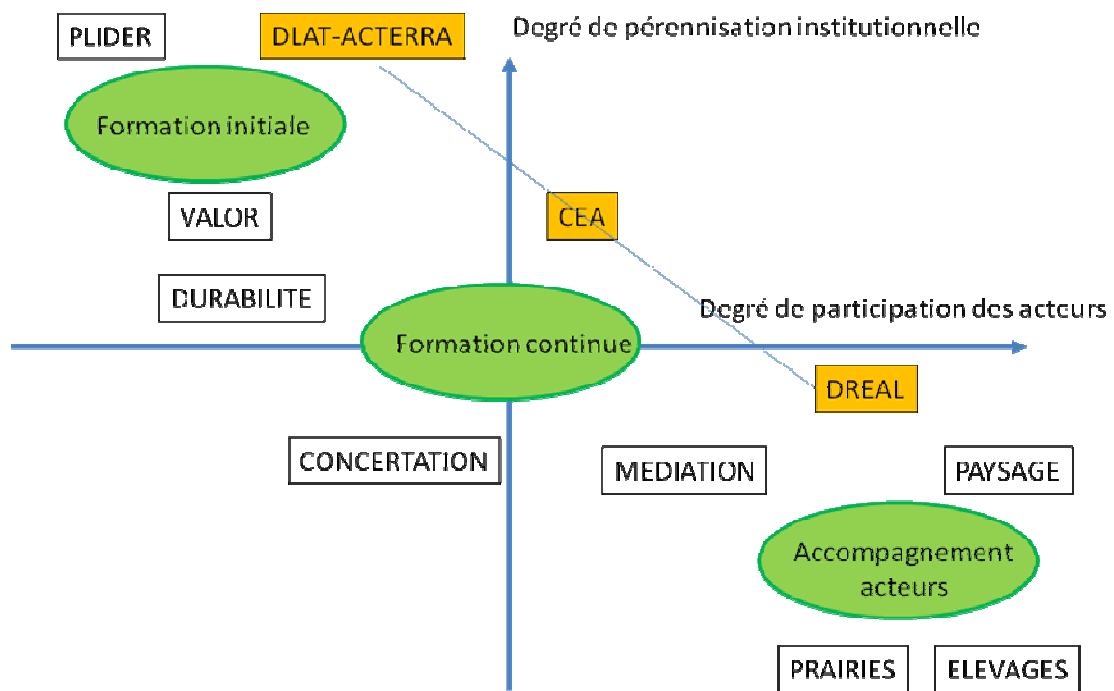 PLIDER
DLAT-ACTERRA
Degré de pérennisation institutionnelle
Formation initiale
VALOR
CEA
DURABILITE
Degré de participation des acteurs
Formation continue
DREAL
CONCERTATION
MEDIATION
PAYSAGE
Accompagnement
acteurs
PRAIRIES
ELEVAGES